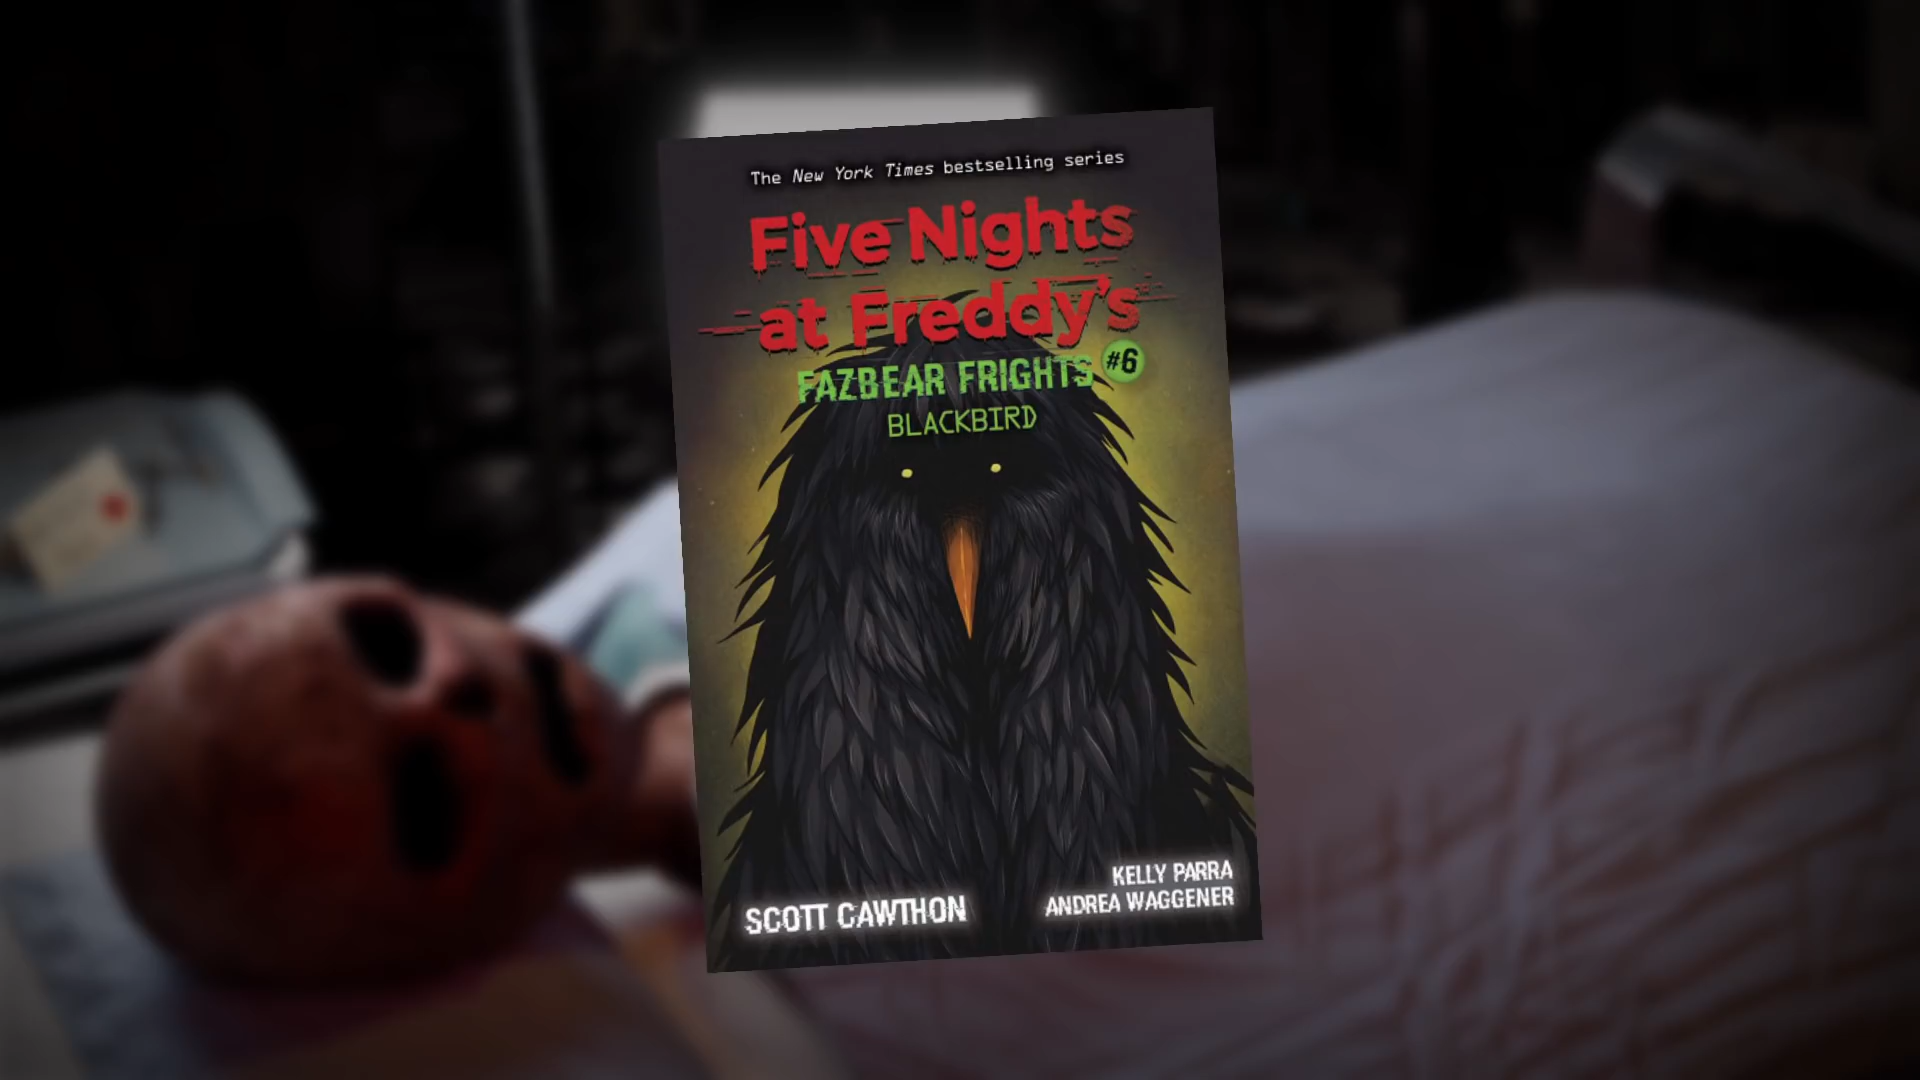 The New York Times bestselling series
Five Nights
at Freddy's
FAZBEAR FRIGHTS #6
BLACKBIRD
SCOTT CAWTHON
KELLY PARRA
ANDREA WAGGENER